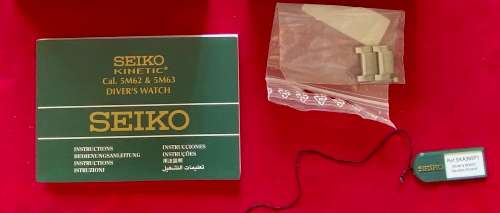 SEIKO
KINETIC®
Cal. 5M62 & 5M63
DIVER'S WATCH
SEIKO
INSTRUCTIONS
BEDIENUNGSANLEITUNG
INSTRUCTIONS
ISTRUZIONI
INSTRUCCIONES
INSTRUÇÕES
使用説明
تعليمات التشغيل
SEIKO